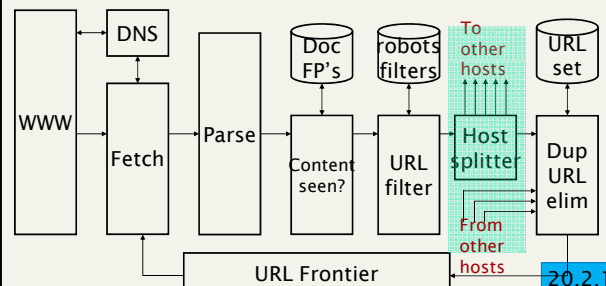 WWW
DNS
Fetch
Parse
Doc
FP's
Content
seen?
robots
filters
URL
filter
To
other
hosts
Host
splitter
From
other
hosts
URL
set
Dup
URL
elim
URL Frontier
20.2.1